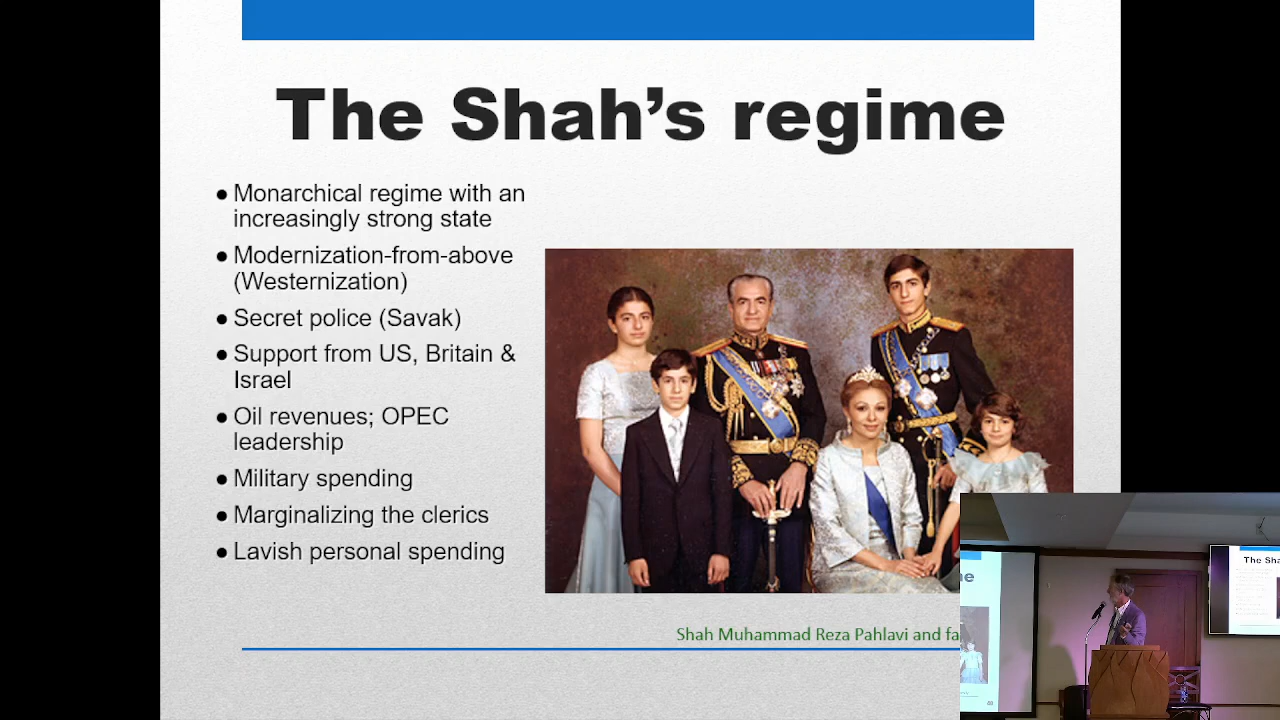 The Shah’s regime
● Monarchical regime with an
increasingly strong state
● Modernization-from-above
(Westernization)
● Secret police (Savak)
● Support from US, Britain &
Israel
● Oil revenues; OPEC
leadership
● Military spending
● Marginalizing the clerics
● Lavish personal spending
Shah Muhammad Reza Pahlavi and fa
The Sha